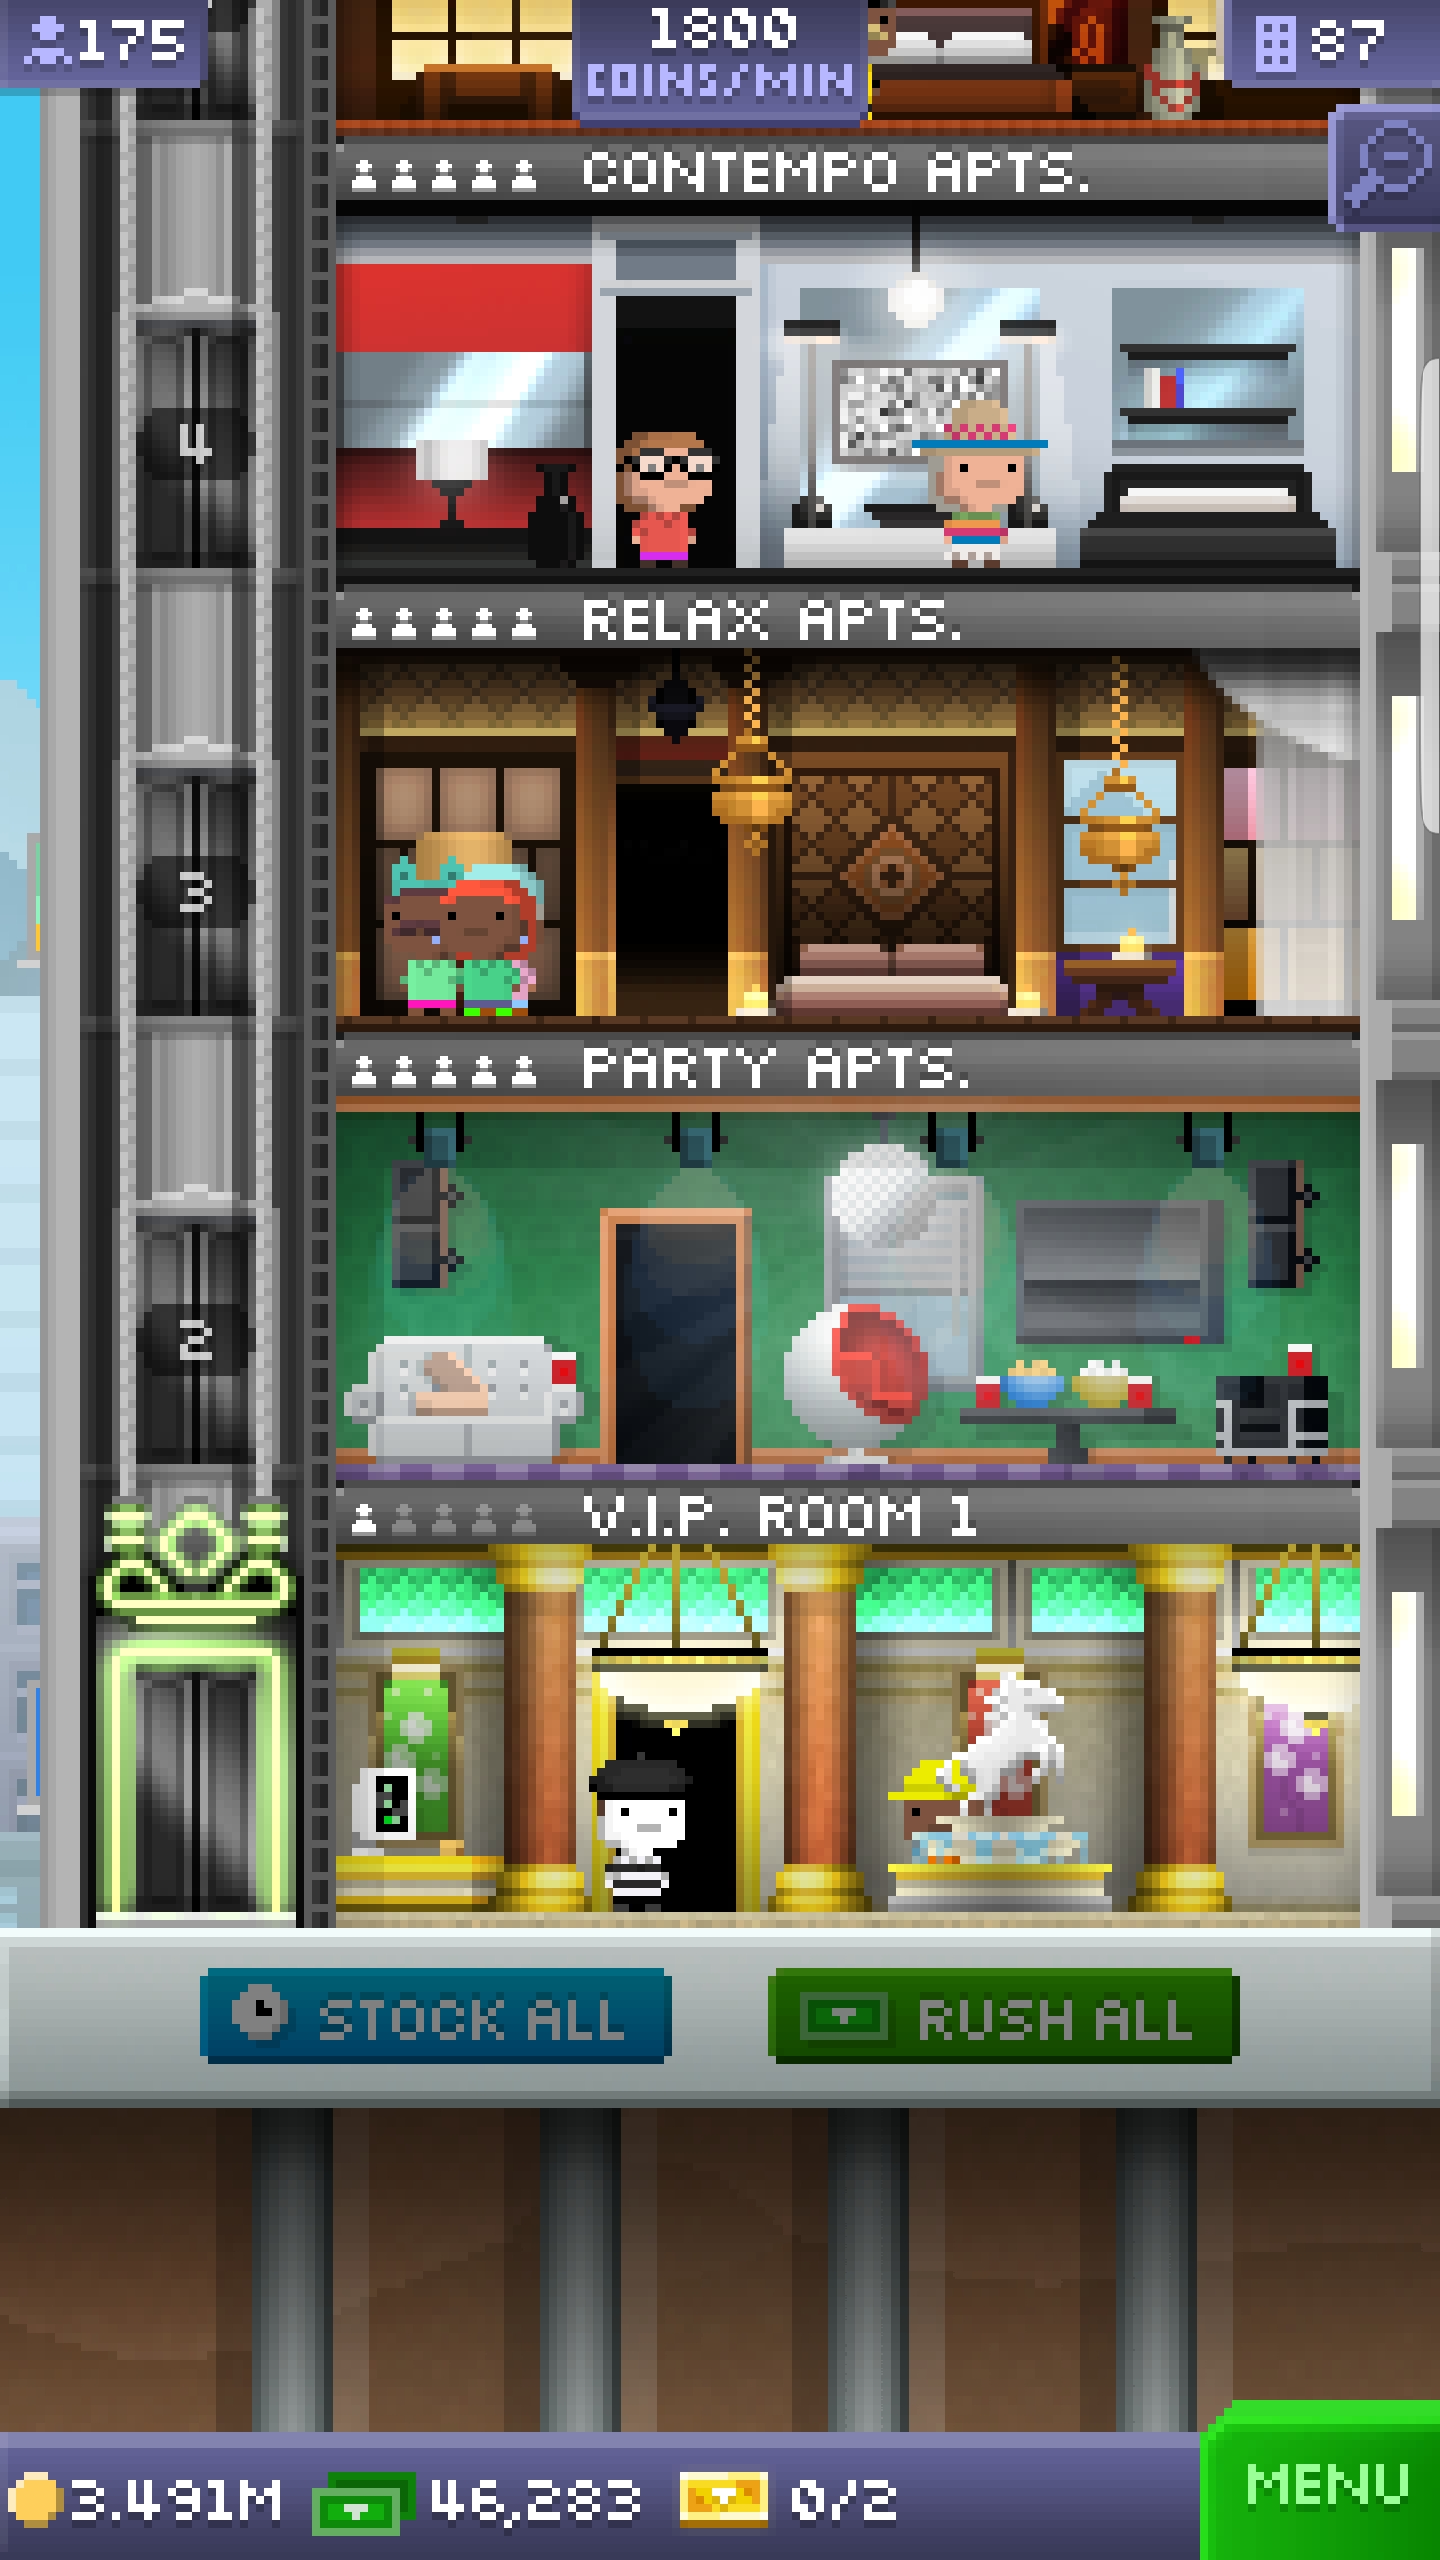 175
1800
COINS/MIN
87
CONTEMPO APTS.
4
RELAX APTS.
3
PARTY APTS.
2
V.I.P. ROOM 1
STOCK ALL
RUSH ALL
3.491M
46,283
0/2
MENU